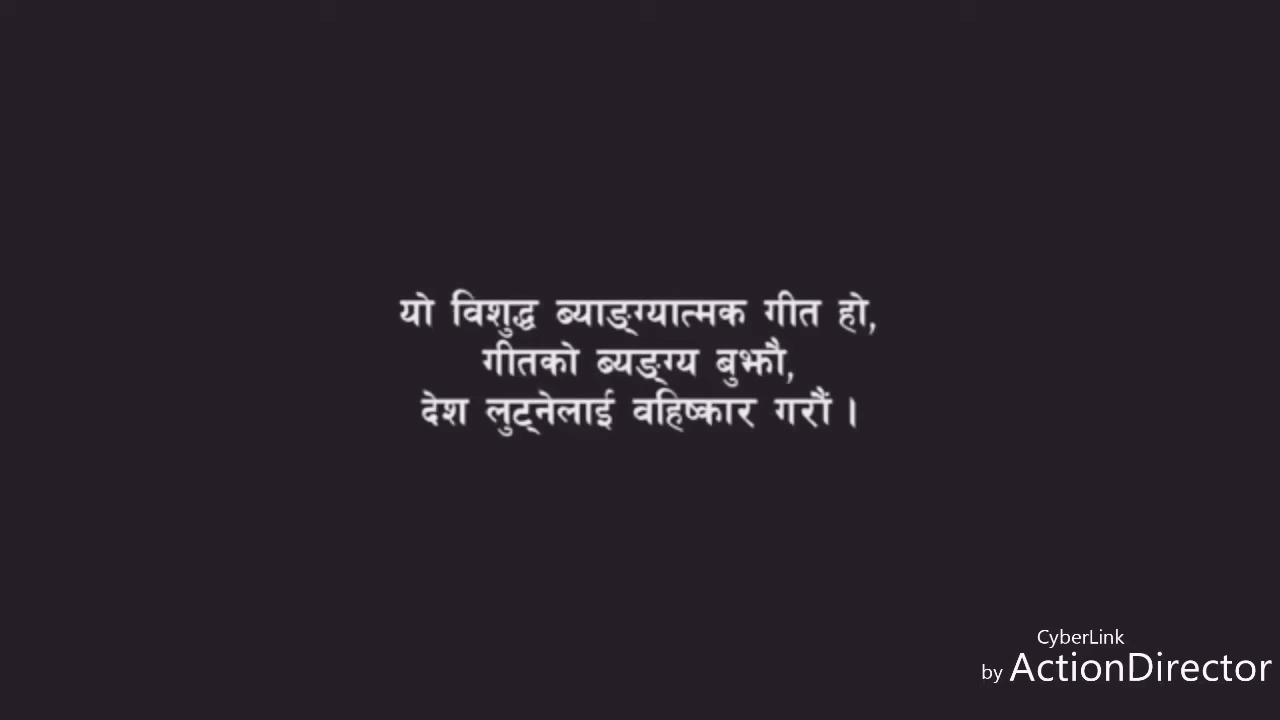 यो विशुद्ध ब्याङ्ग्यात्मक गीत हो,
गीतको ब्यङ्ग्य बुझौ,
देश लुट्नेलाई वहिष्कार गरौं ।
CyberLink
by ActionDirector